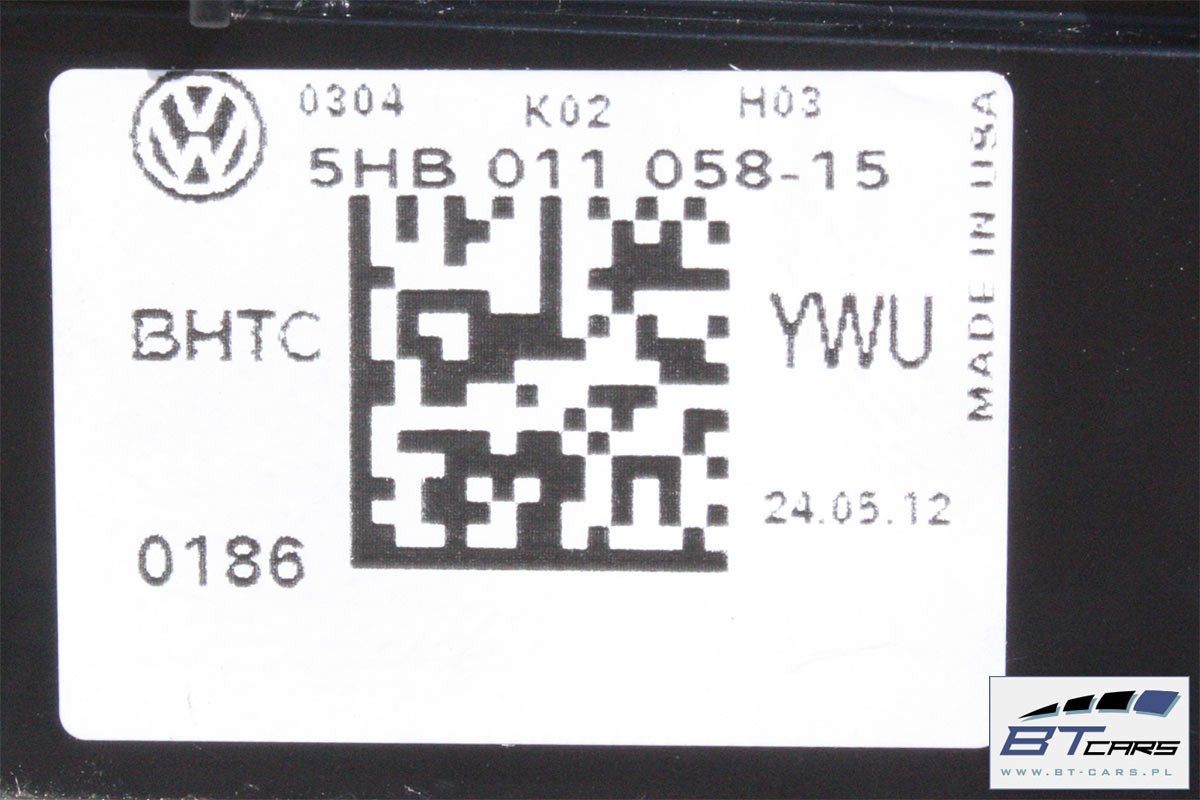 0304 K02 H03
5HB 011 058-15
MADE IN USA
BHTC
YWU
24.05.12
0186
BT CARS
WWW.BT-CARS.PL